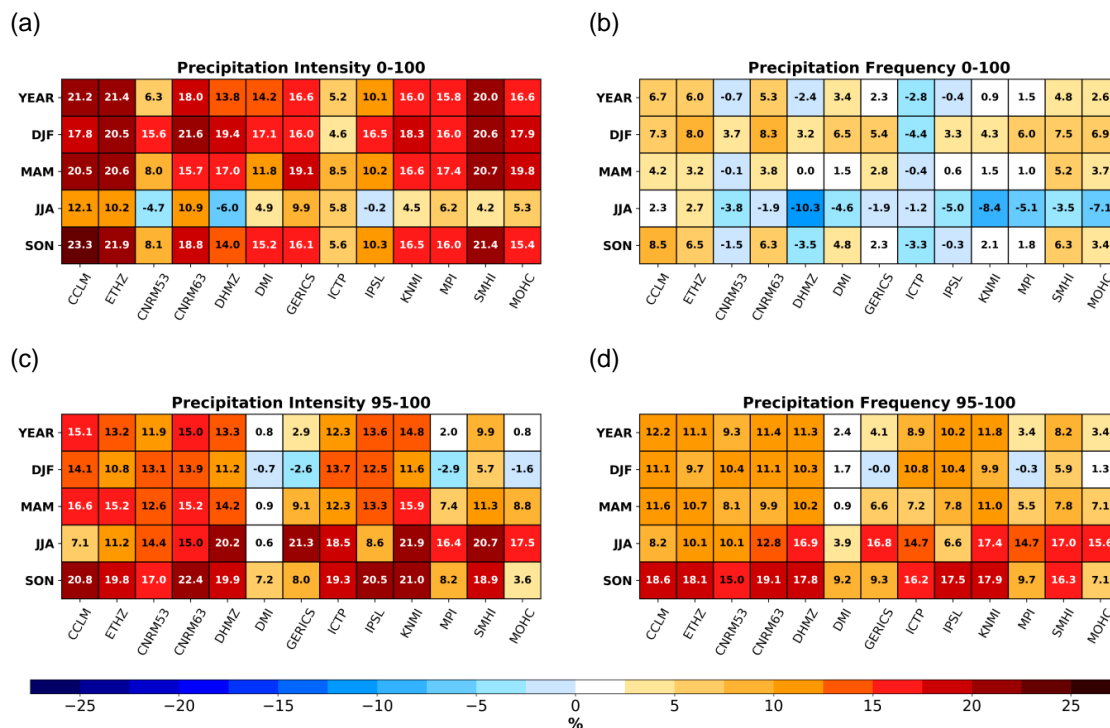 (a)
(b)
Precipitation Intensity 0-100
YEAR 21.2 21.4 6.3 18.0 13.8 14.2 16.6 5.2 10.1 16.0 15.8 20.0 16.6
DJF 17.8 20.5 15.6 21.6 19.4 17.1 16.0 4.6 16.5 18.3 16.0 20.6 17.9
MAM 20.5 20.6 8.0 15.7 17.0 11.8 19.1 8.5 10.2 16.6 17.4 20.7 19.8
JJA 12.1 10.2 -4.7 10.9 -6.0 4.9 9.9 5.8 -0.2 4.5 6.2 4.2 5.3
SON 23.3 21.9 8.1 18.8 14.0 15.2 16.1 5.6 10.3 16.5 16.0 21.4 15.4
CCLM ETHZ CNRM53 CNRM63 DHMZ DMI GERICS ICTP IPSL KNMI MPI SMHI MOHC
Precipitation Frequency 0-100
YEAR 6.7 6.0 -0.7 5.3 -2.4 3.4 2.3 -2.8 -0.4 0.9 1.5 4.8 2.6
DJF 7.3 8.0 3.7 8.3 3.2 6.5 5.4 -4.4 3.3 4.3 6.0 7.5 6.9
MAM 4.2 3.2 -0.1 3.8 0.0 1.5 2.8 -0.4 0.6 1.5 1.0 5.2 3.7
JJA 2.3 2.7 -3.8 -1.9 -10.3 -4.6 -1.9 -1.2 -5.0 -8.4 -5.1 -3.5 -7.1
SON 8.5 6.5 -1.5 6.3 -3.5 4.8 2.3 -3.3 -0.3 2.1 1.8 6.3 3.4
CCLM ETHZ CNRM53 CNRM63 DHMZ DMI GERICS ICTP IPSL KNMI MPI SMHI MOHC
(c)
(d)
Precipitation Intensity 95-100
YEAR 15.1 13.2 11.9 15.0 13.3 0.8 2.9 12.3 13.6 14.8 2.0 9.9 0.8
DJF 14.1 10.8 13.1 13.9 11.2 -0.7 -2.6 13.7 12.5 11.6 -2.9 5.7 -1.6
MAM 16.6 15.2 12.6 15.2 14.2 0.9 9.1 12.3 13.3 15.9 7.4 11.3 8.8
JJA 7.1 11.2 14.4 15.0 20.2 0.6 21.3 18.5 8.6 21.9 16.4 20.7 17.5
SON 20.8 19.8 17.0 22.4 19.9 7.2 8.0 19.3 20.5 21.0 8.2 18.9 3.6
CCLM ETHZ CNRM53 CNRM63 DHMZ DMI GERICS ICTP IPSL KNMI MPI SMHI MOHC
Precipitation Frequency 95-100
YEAR 12.2 11.1 9.3 11.4 11.3 2.4 4.1 8.9 10.2 11.8 3.4 8.2 3.4
DJF 11.1 9.7 10.4 11.1 10.3 1.7 -0.0 10.8 10.4 9.9 -0.3 5.9 1.3
MAM 11.6 10.7 8.1 9.9 10.2 0.9 6.6 7.2 7.8 11.0 5.5 7.8 7.1
JJA 8.2 10.1 10.1 12.8 16.9 3.9 16.8 14.7 6.6 17.4 14.7 17.0 15.6
SON 18.6 18.1 15.0 19.1 17.8 9.2 9.3 16.2 17.5 17.9 9.7 16.3 7.1
CCLM ETHZ CNRM53 CNRM63 DHMZ DMI GERICS ICTP IPSL KNMI MPI SMHI MOHC
−25 −20 −15 −10 −5 0 5 10 15 20 25
%